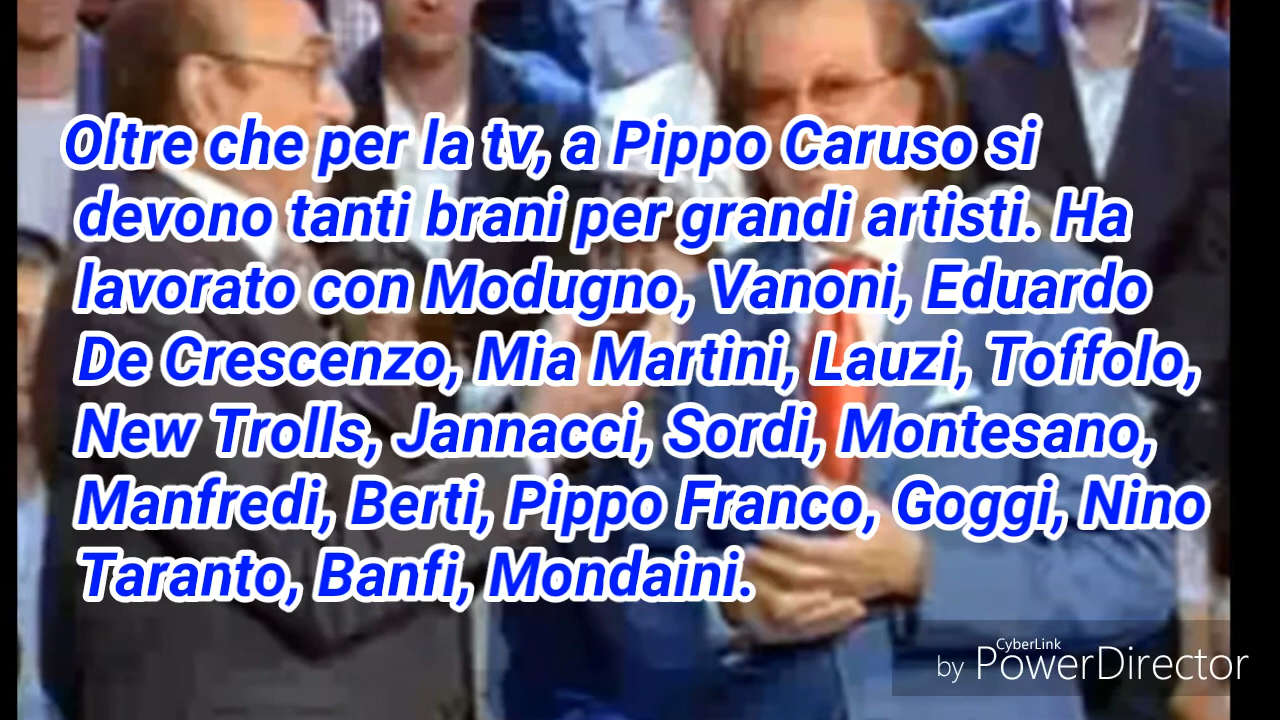 Oltre che per la tv, a Pippo Caruso si
devono tanti brani per grandi artisti. Ha
lavorato con Modugno, Vanoni, Eduardo
De Crescenzo, Mia Martini, Lauzi, Toffolo,
New Trolls, Jannacci, Sordi, Montesano,
Manfredi, Berti, Pippo Franco, Goggi, Nino
Taranto, Banfi, Mondaini.
CyberLink
by PowerDirector